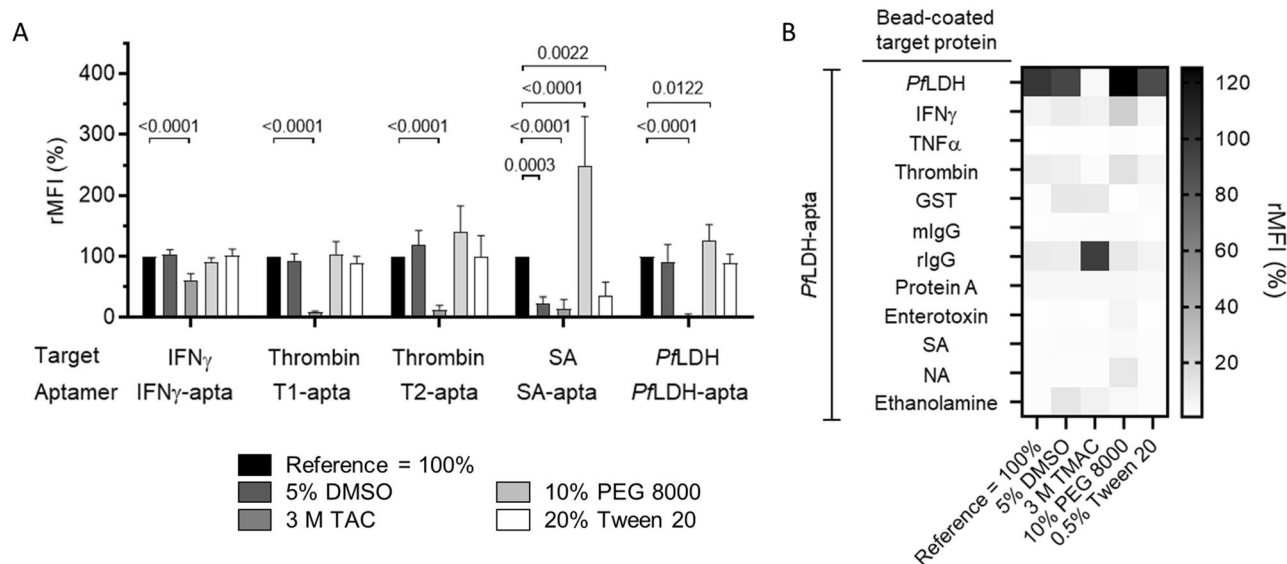 A
rMFI (%)
400
300
200
100
0
<0.0001
<0.0001
<0.0001
0.0022
<0.0001
<0.0001
0.0003
0.0122
<0.0001
Target IFNγ Thrombin Thrombin SA PfLDH
Aptamer IFNγ-apta T1-apta T2-apta SA-apta PfLDH-apta
Reference = 100%
5% DMSO
3 M TAC
10% PEG 8000
20% Tween 20
B
Bead-coated
target protein
PfLDH-apta
PfLDH
IFNγ
TNFα
Thrombin
GST
mIgG
rIgG
Protein A
Enterotoxin
SA
NA
Ethanolamine
Reference = 100%
5% DMSO
3 M TMAC
10% PEG 8000
0.5% Tween 20
120
100
80
60
40
20
rMFI (%)